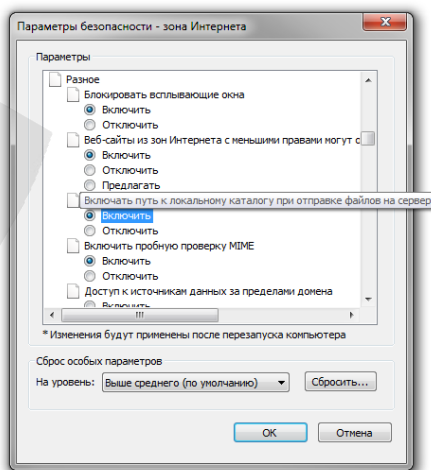 Параметры безопасности - зона Интернета
Параметры
Разное
Блокировать всплывающие окна
Включить
Отключить
Веб-сайты из зон Интернета с меньшими правами могут
Включить
Отключить
Предлагать
Включать путь к локальному каталогу при отправке файлов на сервер
Включить
Отключить
Включить пробную проверку MIME
Включить
Отключить
Доступ к источникам данных за пределами домена
Включить
*Изменения будут применены после перезапуска компьютера
Сброс особых параметров
На уровень: Выше среднего (по умолчанию) Сбросить...
OK Отмена